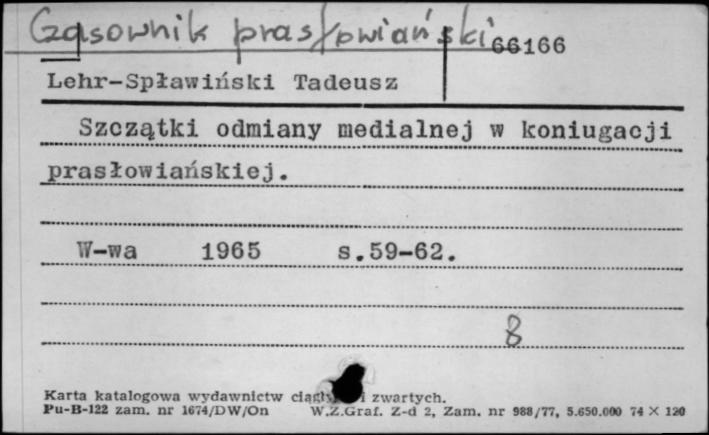 Czasownik prasłowiański 66166
Lehr-Spławiński Tadeusz
Szczątki odmiany medialnej w koniugacji
prasłowiańskiej.
W-wa 1965 s.59-62.
8
Karta katalogowa wydawnictw i zwartych.
Pu-B-122 zam. nr 1674/DW/On W.Z.Graf. Z-d 2, Zam. nr 988/77, 5.650.000 74 × 120